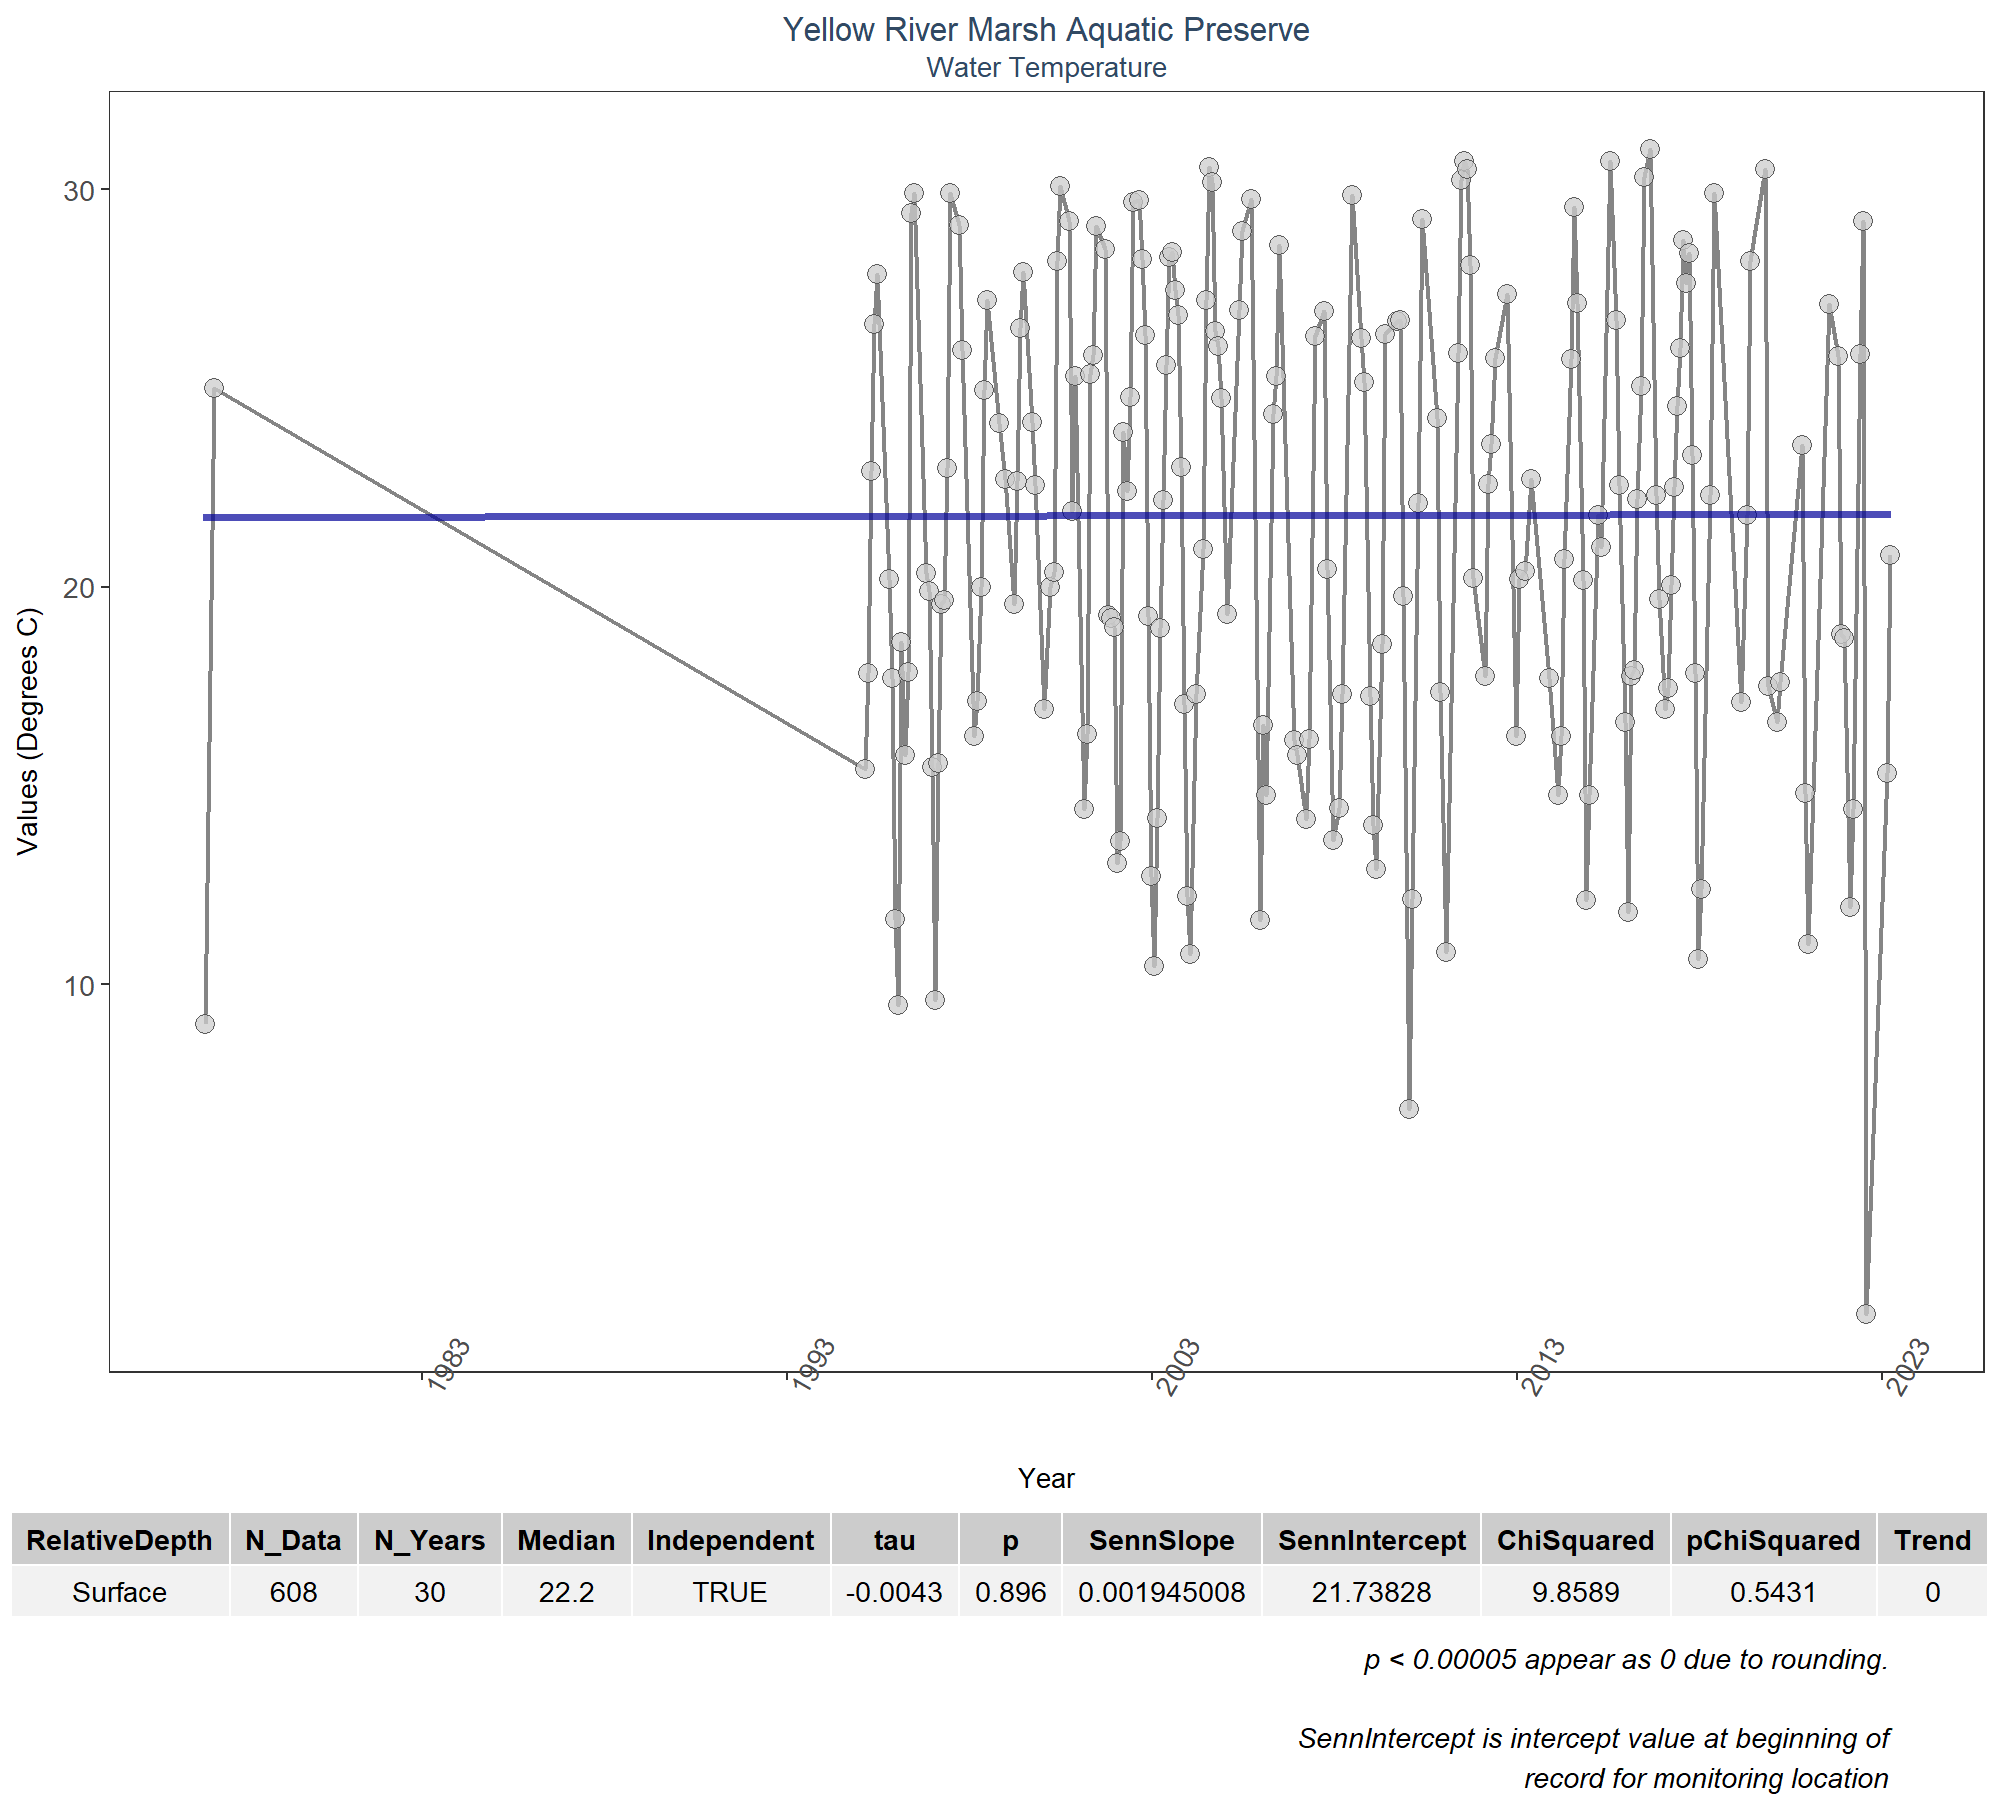 Yellow River Marsh Aquatic Preserve
Water Temperature
30
20
10
Values (Degrees C)
1983
1993
2003
2013
2023
Year
RelativeDepth N_Data N_Years Median Independent tau p SennSlope SennIntercept ChiSquared pChiSquared Trend
Surface 608 30 22.2 TRUE -0.0043 0.896 0.001945008 21.73828 9.8589 0.5431 0
p < 0.00005 appear as 0 due to rounding.
SennIntercept is intercept value at beginning of
record for monitoring location